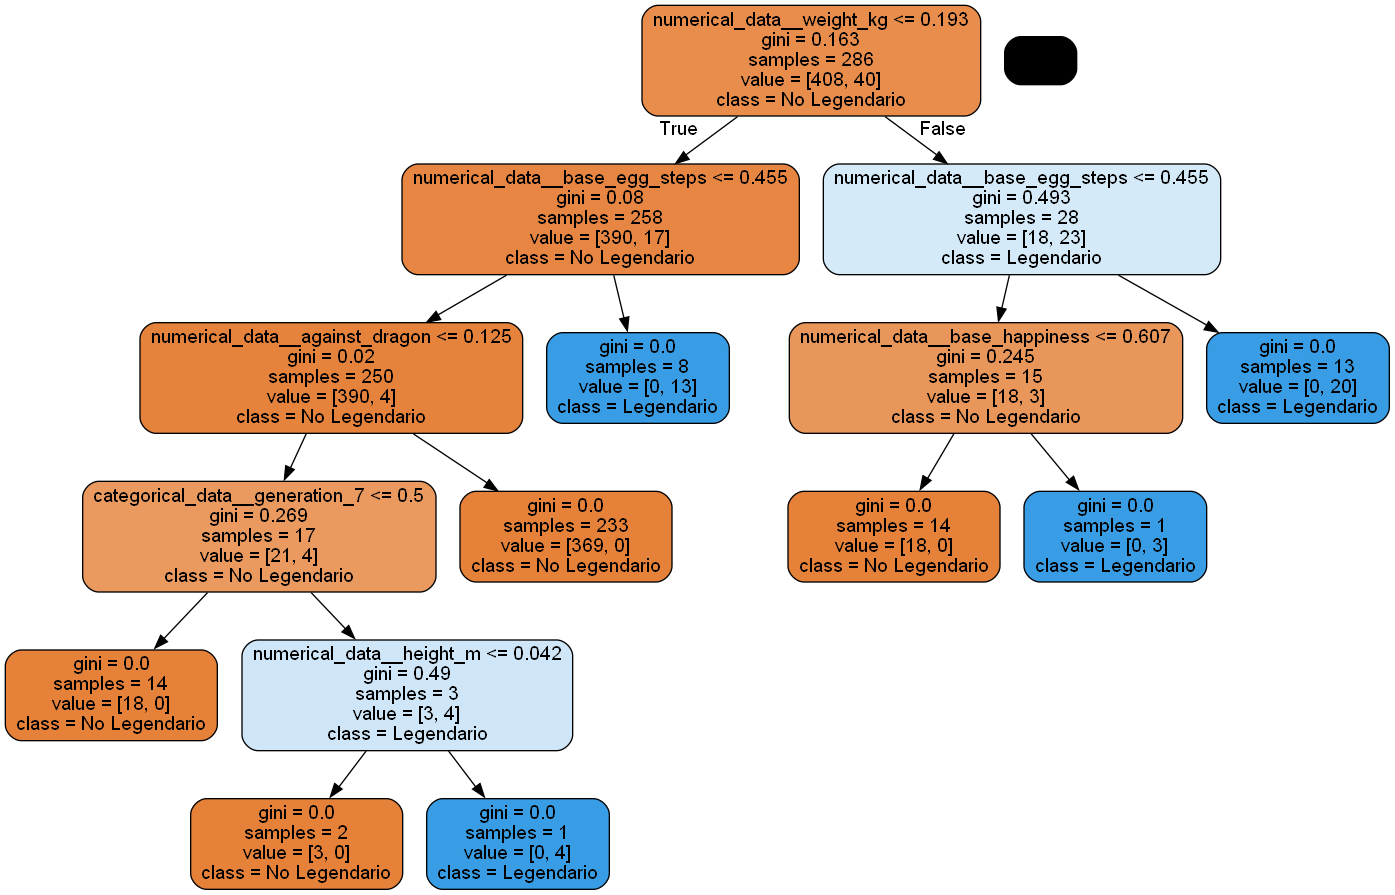 numerical_data__weight_kg <= 0.193
gini = 0.163
samples = 286
value = [408, 40]
class = No Legendario
True
False
numerical_data__base_egg_steps <= 0.455
gini = 0.08
samples = 258
value = [390, 17]
class = No Legendario
numerical_data__base_egg_steps <= 0.455
gini = 0.493
samples = 28
value = [18, 23]
class = Legendario
numerical_data__against_dragon <= 0.125
gini = 0.02
samples = 250
value = [390, 4]
class = No Legendario
gini = 0.0
samples = 8
value = [0, 13]
class = Legendario
numerical_data__base_happiness <= 0.607
gini = 0.245
samples = 15
value = [18, 3]
class = No Legendario
gini = 0.0
samples = 13
value = [0, 20]
class = Legendario
categorical_data__generation_7 <= 0.5
gini = 0.269
samples = 17
value = [21, 4]
class = No Legendario
gini = 0.0
samples = 233
value = [369, 0]
class = No Legendario
gini = 0.0
samples = 14
value = [18, 0]
class = No Legendario
gini = 0.0
samples = 1
value = [0, 3]
class = Legendario
gini = 0.0
samples = 14
value = [18, 0]
class = No Legendario
numerical_data__height_m <= 0.042
gini = 0.49
samples = 3
value = [3, 4]
class = Legendario
gini = 0.0
samples = 2
value = [3, 0]
class = No Legendario
gini = 0.0
samples = 1
value = [0, 4]
class = Legendario